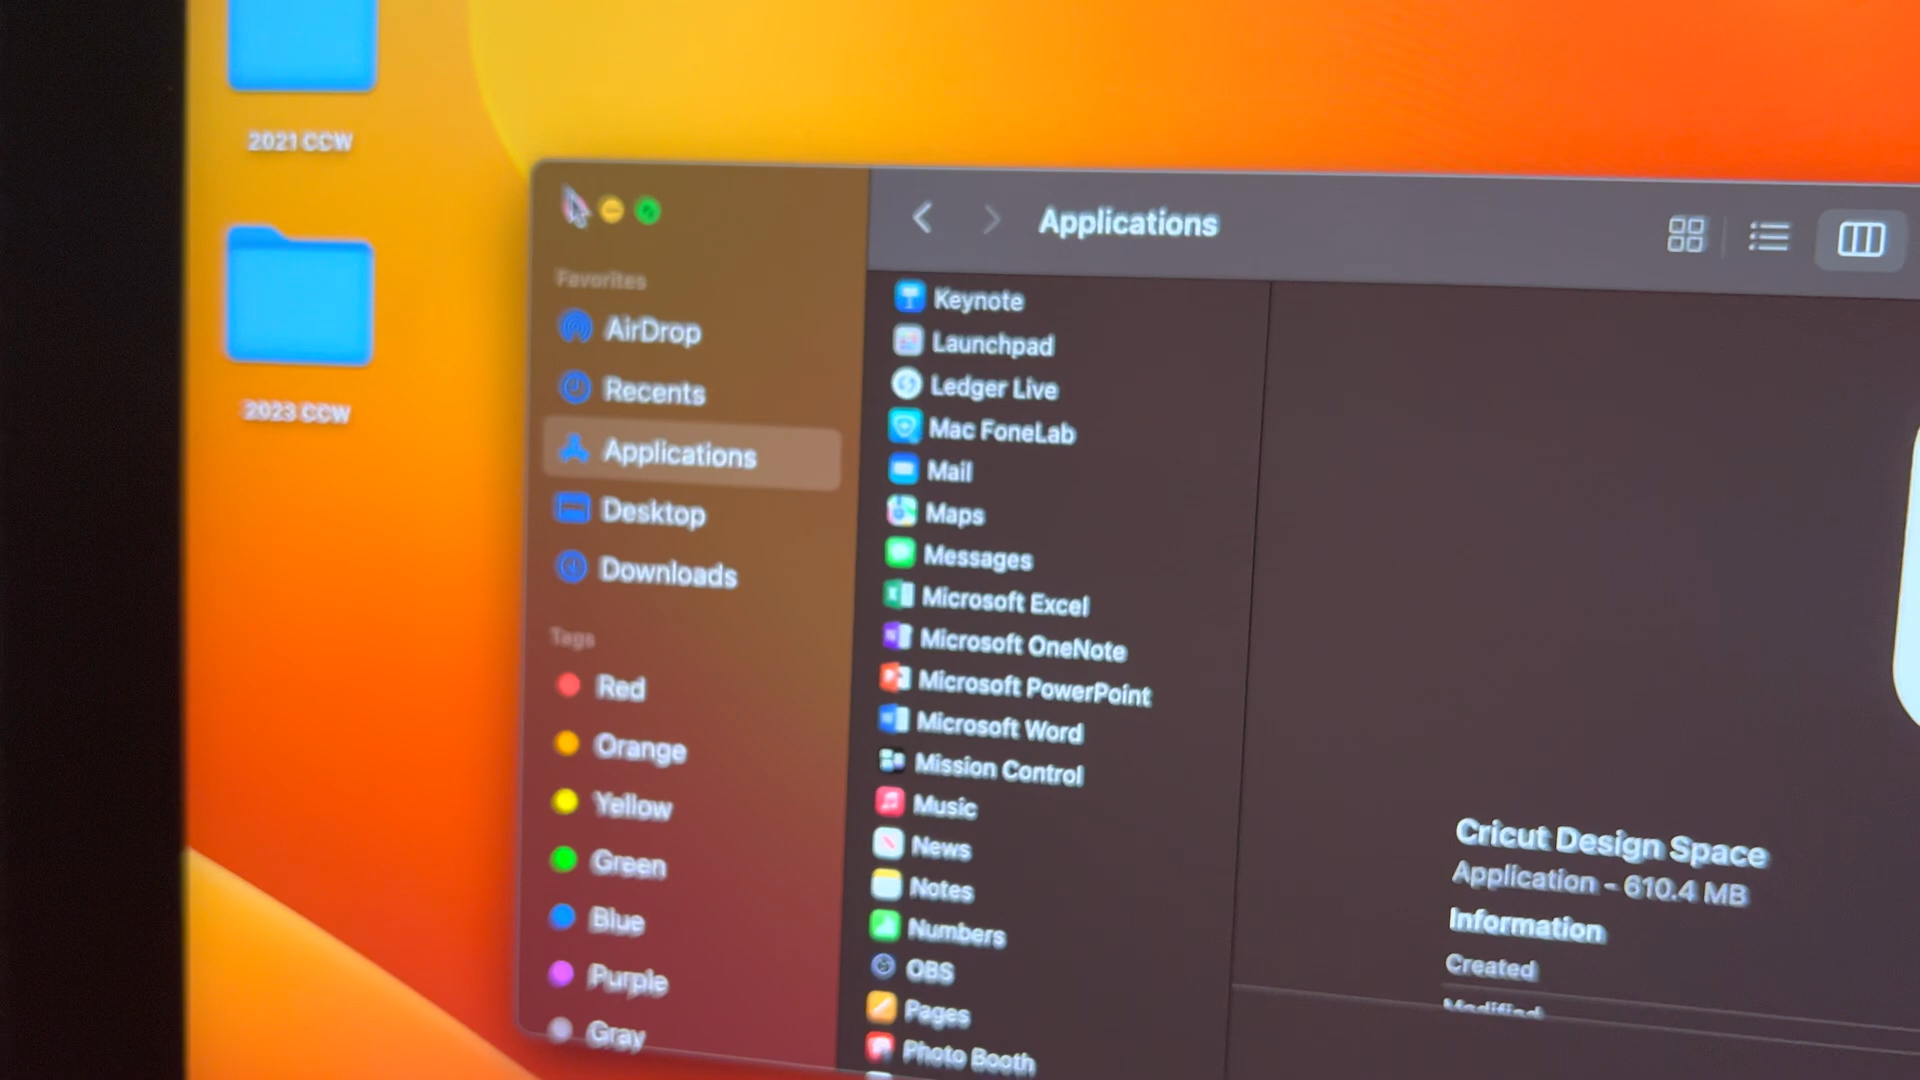 2021 CCW
2023 CCW
Favorites
AirDrop
Recents
Applications
Desktop
Downloads
Tags
Red
Orange
Yellow
Green
Blue
Purple
Gray
Applications
Keynote
Launchpad
Ledger Live
Mac FoneLab
Mail
Maps
Messages
Microsoft Excel
Microsoft OneNote
Microsoft PowerPoint
Microsoft Word
Mission Control
Music
News
Notes
Numbers
OBS
Pages
Photo Booth
Cricut Design Space
Application - 610.4 MB
Information
Created
Modified